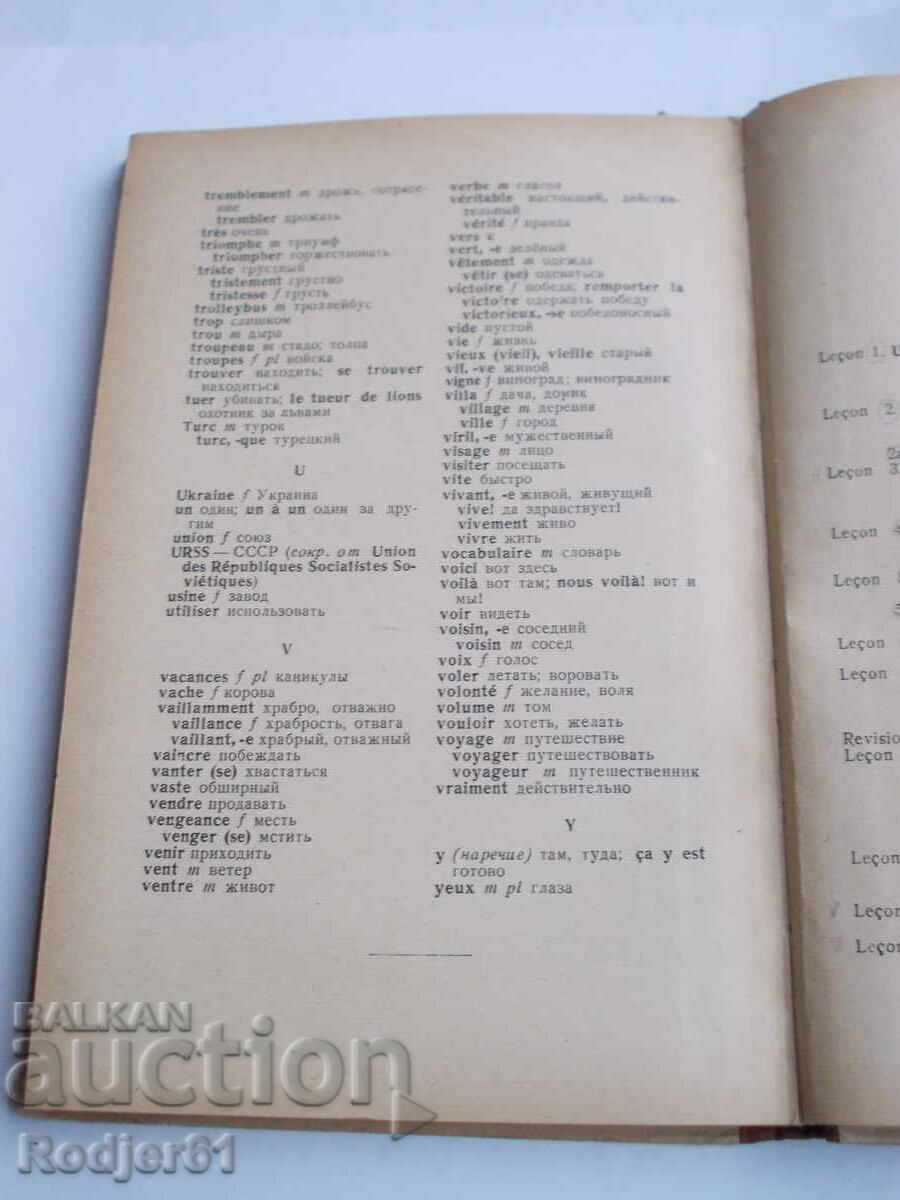 tremblement m дрожь, сотрясе-
ние
trembler дрожать
très очень
triomphe m триумф
triompher торжествовать
triste грустный
tristement грустно
tristesse f грусть
trolleybus m троллейбус
trop слишком
trou m дыра
troupeau m стадо; толпа
troupes f pl войска
trouver находить; se trouver
находиться
tuer убивать; le tueur de lions
охотник за львами
Turc m турок
turc, -que турецкий
U
Ukraine f Украина
un один; un à un один за дру-
гим
union f союз
URSS — СССР (сокр. от Union
des Républiques Socialistes So-
viétiques)
usine f завод
utiliser использовать
V
vacances f pl каникулы
vache f корова
vaillamment храбро, отважно
vaillance f храбрость, отвага
vaillant, -e храбрый, отважный
vaincre побеждать
vanter (se) хвастаться
vaste обширный
vendre продавать
vengeance f месть
venger (se) мстить
venir приходить
vent m ветер
ventre m живот
verbe m глагол
véritable настоящий, действи-
тельный
vérité f правда
vers к
vert, -e зелёный
vêtement m одежда
vêtir (se) одеваться
victoire f победа; remporter la
victo're одержать победу
victorieux, -se победоносный
vide пустой
vie f жизнь
vieux (vieil), vieille старый
vif, -ve живой
vigne f виноград; виноградник
villa f дача, домик
village m деревня
ville f город
viril, -e мужественный
visage m лицо
visiter посещать
vite быстро
vivant, -e живой, живущий
vive! да здравствует!
vivement живо
vivre жить
vocabulaire m словарь
voici вот здесь
voilà вот там; nous voilà! вот и
мы!
voir видеть
voisin, -e соседний
voisin m сосед
voix f голос
voler летать; воровать
volonté f желание, воля
volume m том
vouloir хотеть, желать
voyage m путешествие
voyager путешествовать
voyageur m путешественник
vraiment действительно
Y
y (наречие) там, туда; ça y est
готово
yeux m pl глаза
Leçon 1. U
Leçon 2.
Leçon 3
Leçon 4
Leçon
Leçon
Leçon
Revision
Leçon
Leçon
Leçon
Leçon
BALKAN
auction
Rodjer61